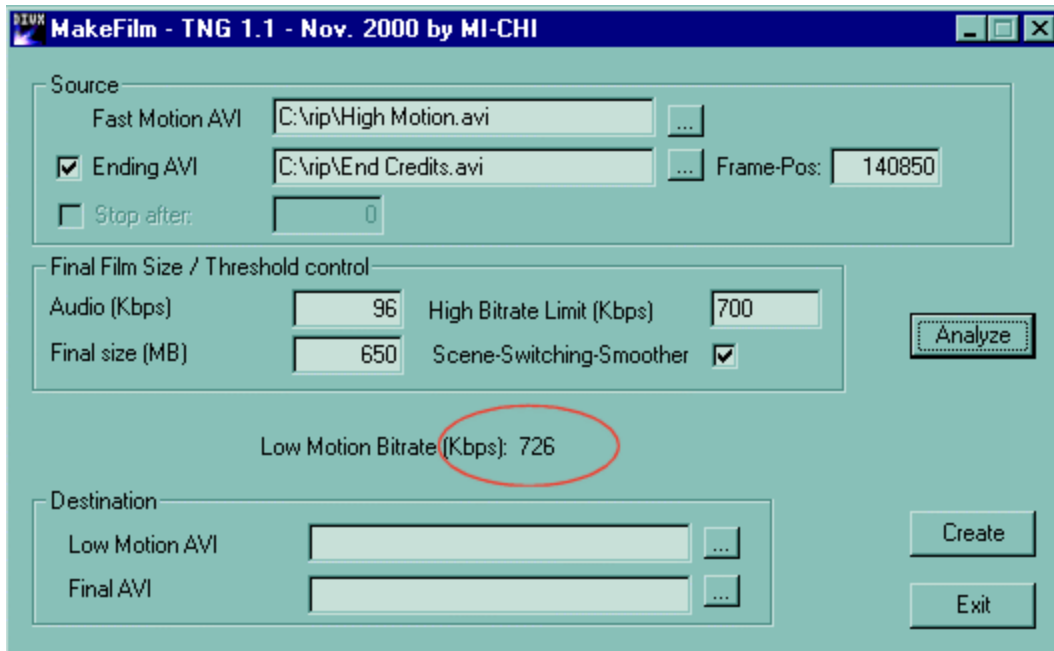 DIVX MakeFilm - TNG 1.1 - Nov. 2000 by MI-CHI
Source
Fast Motion AVI C:\rip\High Motion.avi ...
Ending AVI C:\rip\End Credits.avi ... Frame-Pos: 140850
Stop after: 0
Final Film Size / Threshold control
Audio (Kbps) 96 High Bitrate Limit (Kbps) 700
Final size (MB) 650 Scene-Switching-Smoother
Analyze
Low Motion Bitrate (Kbps): 726
Destination
Low Motion AVI ...
Final AVI ...
Create
Exit